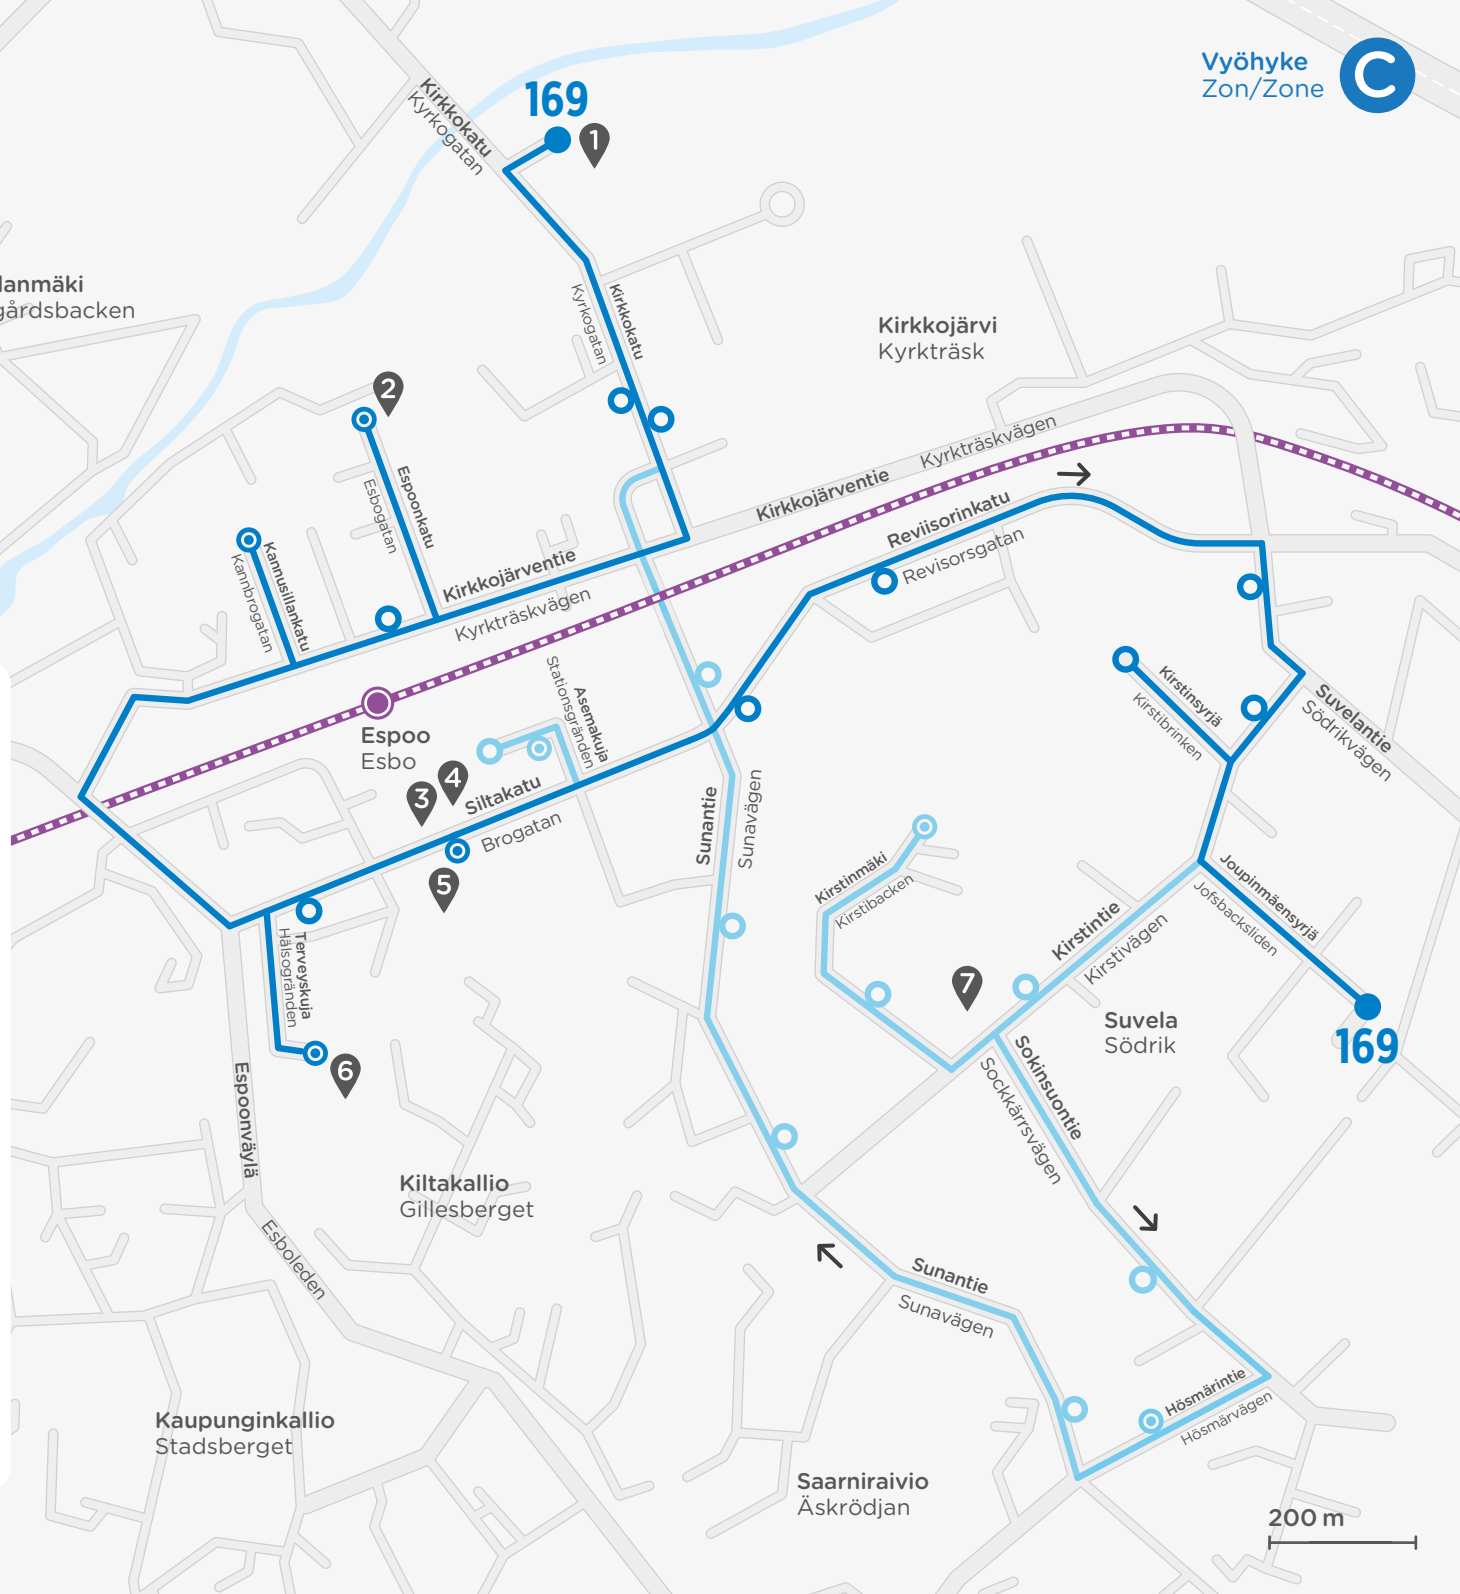 Vyöhyke
Zon/Zone
C
169
1
Kirkkokatu
Kyrkogatan
lanmäki
gårdsbacken
Kirkkokatu
Kyrkogatan
Kirkkojärvi
Kyrkträsk
2
Espoonkatu
Esbogatan
Kannusillankatu
Kannbrogatan
Kirkkojärventie
Kyrkträskvägen
Kirkkojärventie
Kyrkträskvägen
Reviisorinkatu
Revisorsgatan
Espoo
Esbo
Asemakuja
Stationsgränden
3
4
Siltakatu
Brogatan
5
Sunantie
Sunavägen
Kirstinsyrjä
Kirstibrinken
Suvelantie
Södrikvägen
Kirstinmäki
Kirstibacken
Joupinmäensyrjä
Jofsbacksliden
Kirstintie
Kirstivägen
7
Terveyskuja
Hälsogränden
6
Suvela
Södrik
169
Sokinsuontie
Sockkärrsvägen
Espoonväylä
Esboleden
Kiltakallio
Gillesberget
Sunantie
Sunavägen
Hösmärintie
Hösmärvägen
Kaupunginkallio
Stadsberget
Saarniraivio
Äskrödjan
200 m